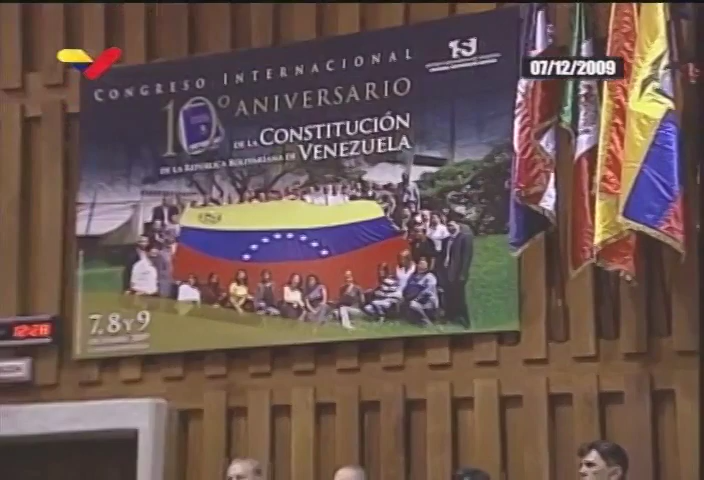 CONGRESO INTERNACIONAL
TSJ
07/12/2009
10º ANIVERSARIO
DE LA CONSTITUCIÓN
DE LA REPÚBLICA BOLIVARIANA DE VENEZUELA
7, 8 Y 9
12:28